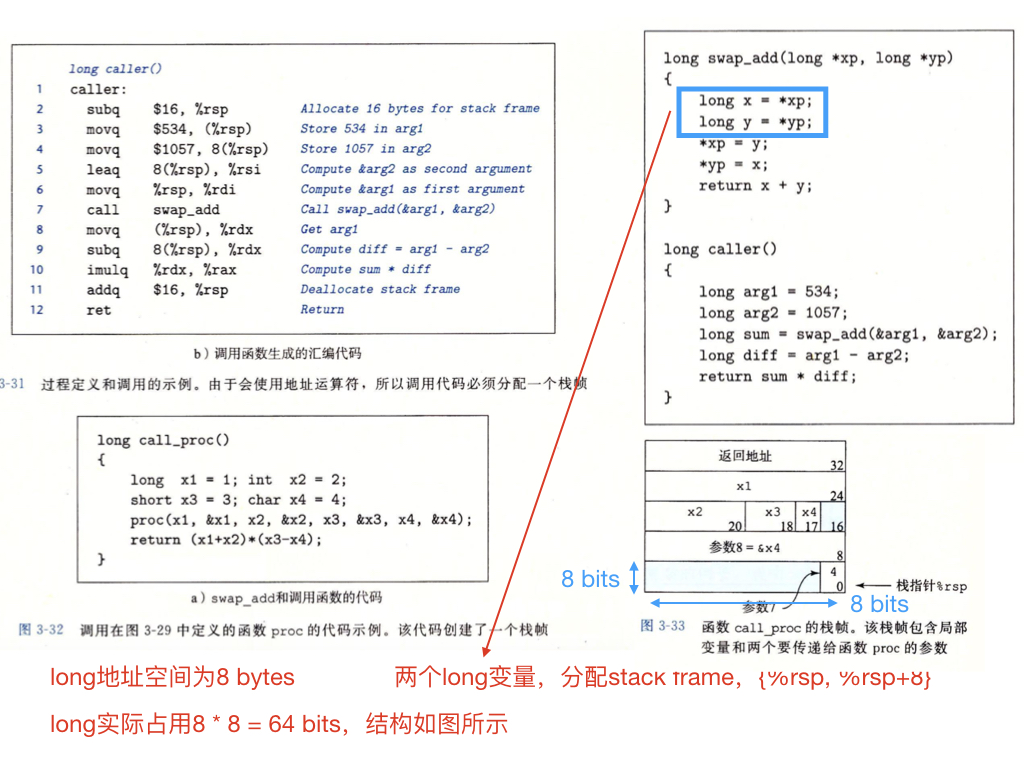 long caller()
1 caller:
2 subq $16, %rsp Allocate 16 bytes for stack frame
3 movq $534, (%rsp) Store 534 in arg1
4 movq $1057, 8(%rsp) Store 1057 in arg2
5 leaq 8(%rsp), %rsi Compute &arg2 as second argument
6 movq %rsp, %rdi Compute &arg1 as first argument
7 call swap_add Call swap_add(&arg1, &arg2)
8 movq (%rsp), %rdx Get arg1
9 subq 8(%rsp), %rdx Compute diff = arg1 - arg2
10 imulq %rdx, %rax Compute sum * diff
11 addq $16, %rsp Deallocate stack frame
12 ret Return
b）调用函数生成的汇编代码
3-31 过程定义和调用的示例。由于会使用地址运算符，所以调用代码必须分配一个栈帧
long call_proc()
{
long x1 = 1; int x2 = 2;
short x3 = 3; char x4 = 4;
proc(x1, &x1, x2, &x2, x3, &x3, x4, &x4);
return (x1+x2)*(x3-x4);
}
a）swap_add和调用函数的代码
图 3-32 调用在图 3-29 中定义的函数 proc 的代码示例。该代码创建了一个栈帧
long swap_add(long *xp, long *yp)
{
long x = *xp;
long y = *yp;
*xp = y;
*yp = x;
return x + y;
}
long caller()
{
long arg1 = 534;
long arg2 = 1057;
long sum = swap_add(&arg1, &arg2);
long diff = arg1 - arg2;
return sum * diff;
}
返回地址
32
x1
24
x2 x3 x4
20 18 17 16
参数8 = &x4
8
8 bits
4
0
栈指针%rsp
参数7
8 bits
图 3-33 函数 call_proc 的栈帧。该栈帧包含局部
变量和两个要传递给函数 proc 的参数
long地址空间为8 bytes
两个long变量，分配stack frame，{%rsp, %rsp+8}
long实际占用8 * 8 = 64 bits，结构如图所示